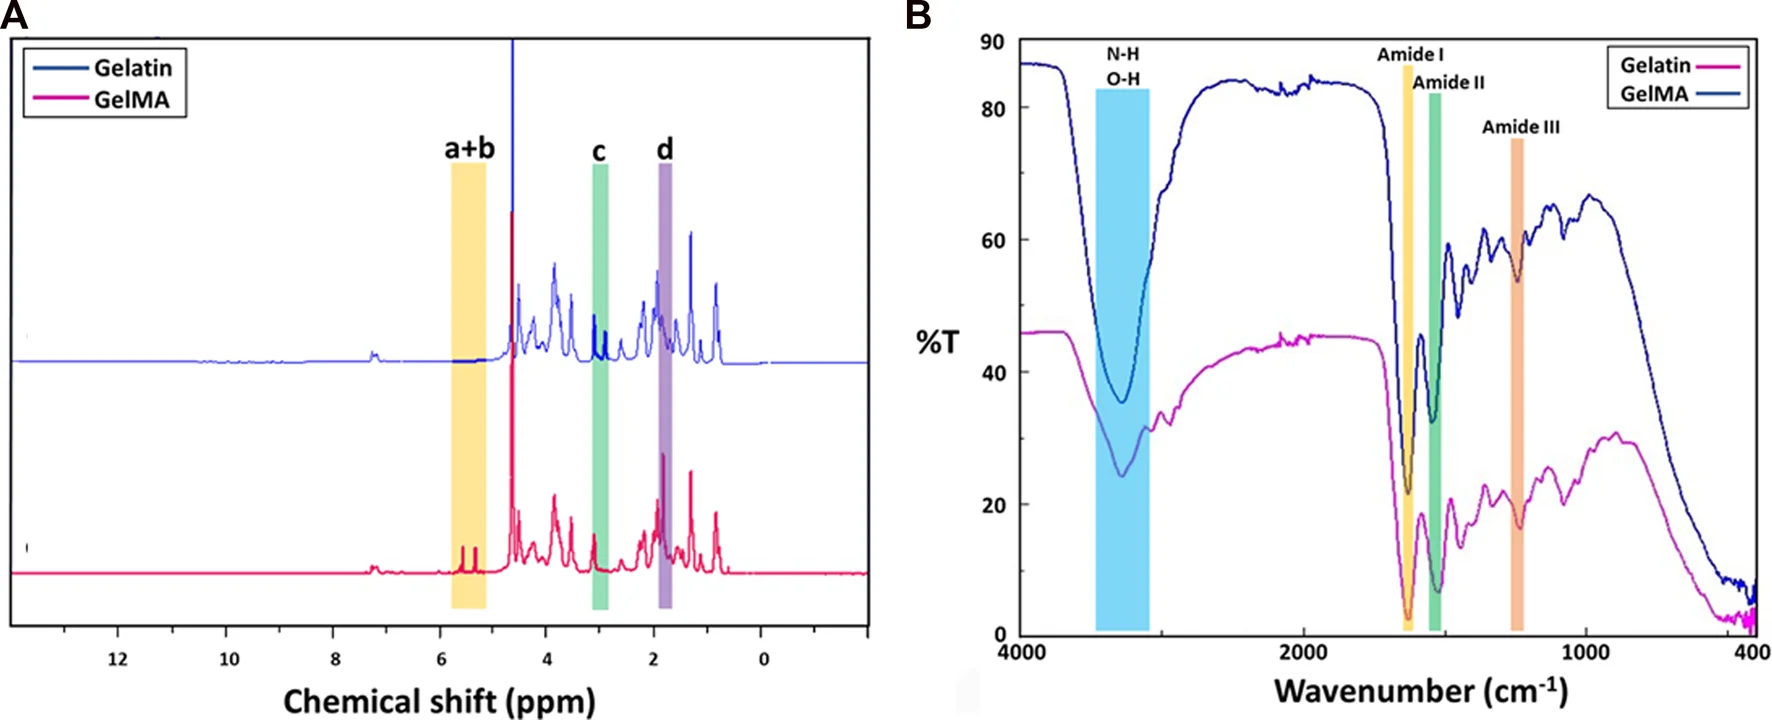 A
Gelatin
GelMA
a+b
c
d
12 10 8 6 4 2 0
Chemical shift (ppm)
B
90
80
60
40
20
0
%T
N-H
O-H
Amide I
Amide II
Amide III
Gelatin
GelMA
4000 2000 1000 400
Wavenumber (cm-1)